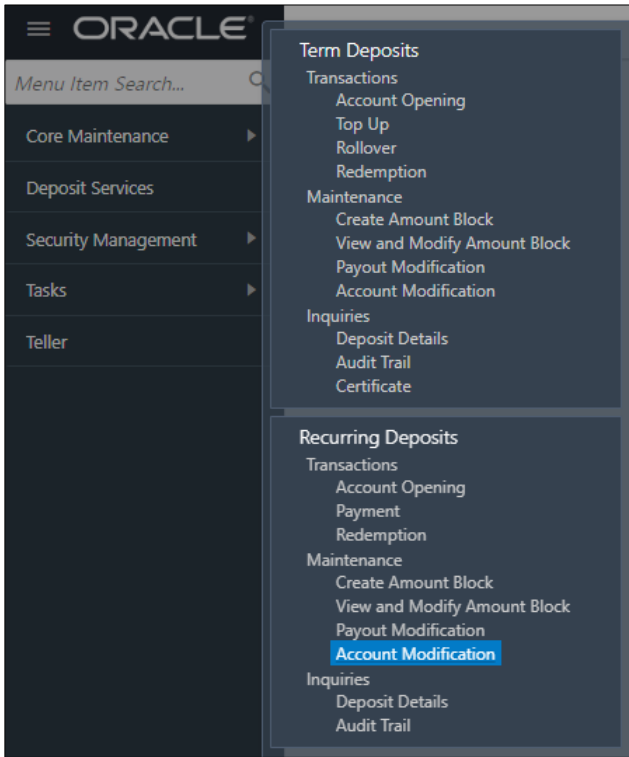 ORACLE®
Menu Item Search...
Core Maintenance
Deposit Services
Security Management
Tasks
Teller
Term Deposits
Transactions
Account Opening
Top Up
Rollover
Redemption
Maintenance
Create Amount Block
View and Modify Amount Block
Payout Modification
Account Modification
Inquiries
Deposit Details
Audit Trail
Certificate
Recurring Deposits
Transactions
Account Opening
Payment
Redemption
Maintenance
Create Amount Block
View and Modify Amount Block
Payout Modification
Account Modification
Inquiries
Deposit Details
Audit Trail